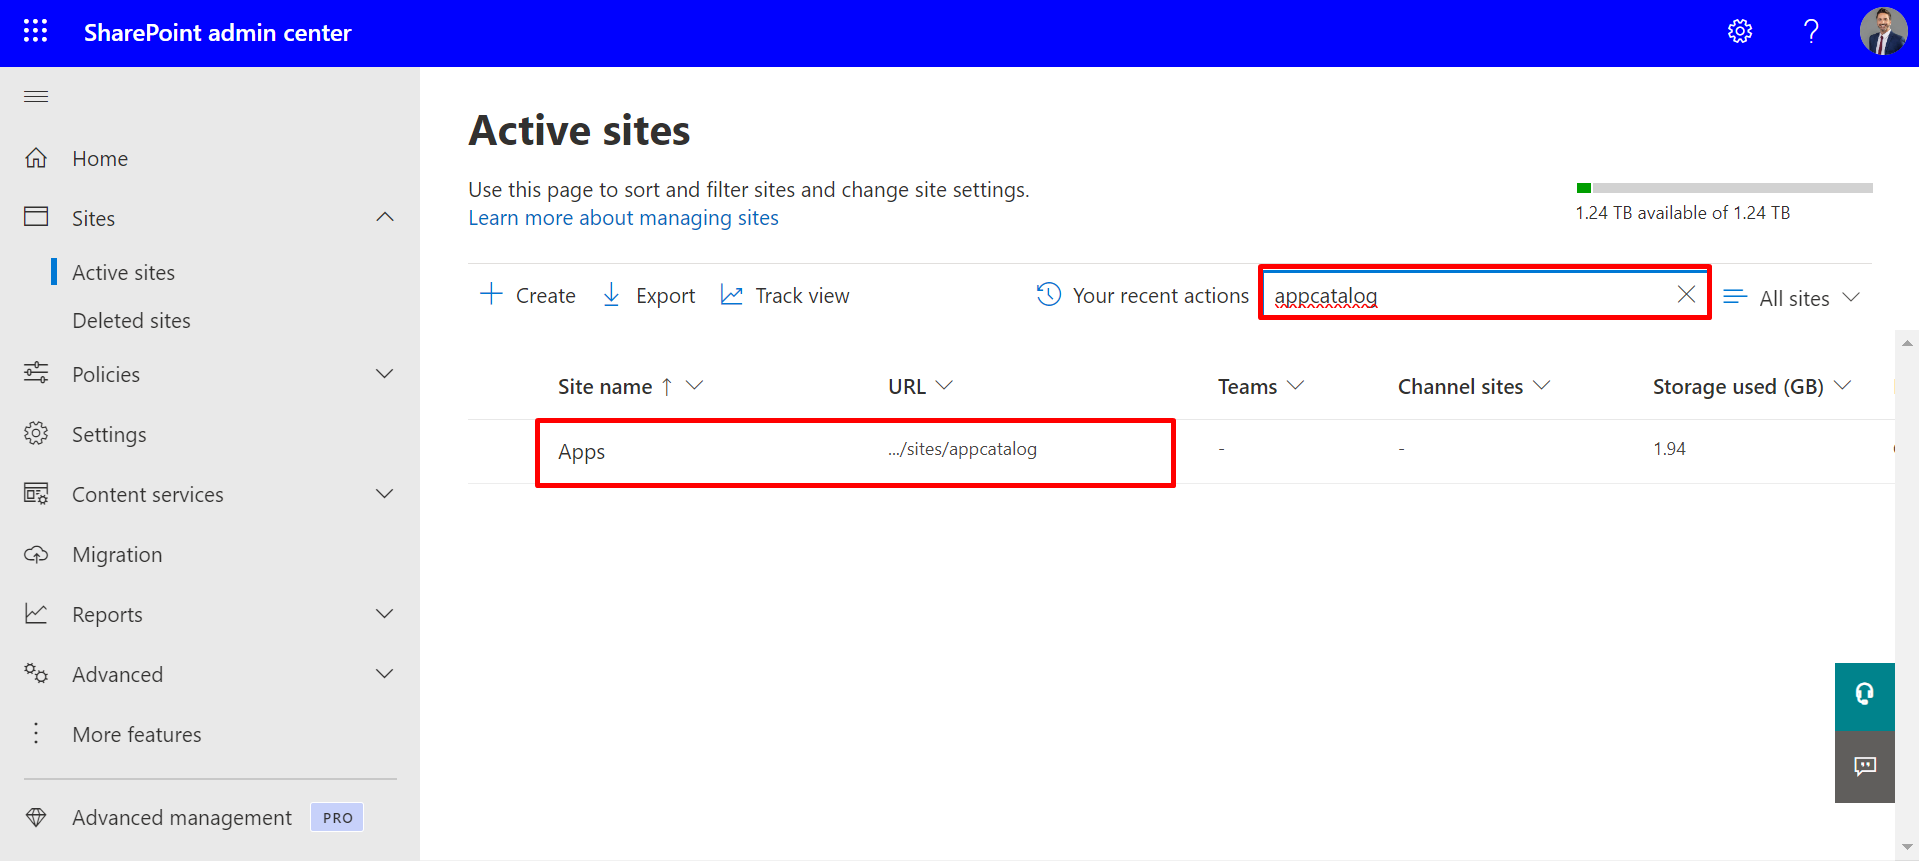 SharePoint admin center
Home
Sites
Active sites
Deleted sites
Policies
Settings
Content services
Migration
Reports
Advanced
More features
Advanced management PRO
Active sites
Use this page to sort and filter sites and change site settings.
Learn more about managing sites
1.24 TB available of 1.24 TB
Create Export Track view Your recent actions appcatalog All sites
Site name ↑ URL Teams Channel sites Storage used (GB)
Apps .../sites/appcatalog - - 1.94